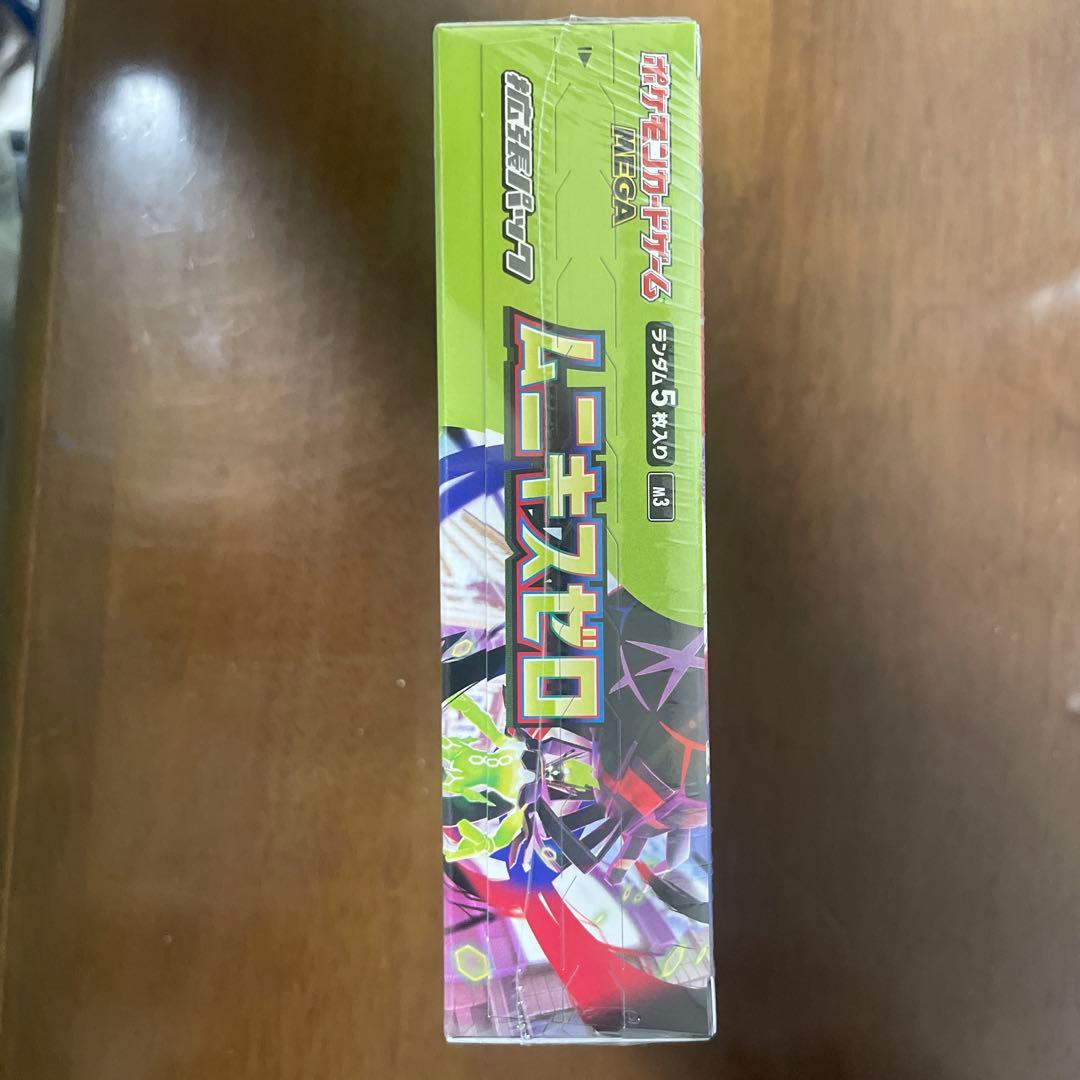 ポケモンカードゲーム
MEGA
ランダム5枚入り
M3
拡張パック
ムニキスゼロ